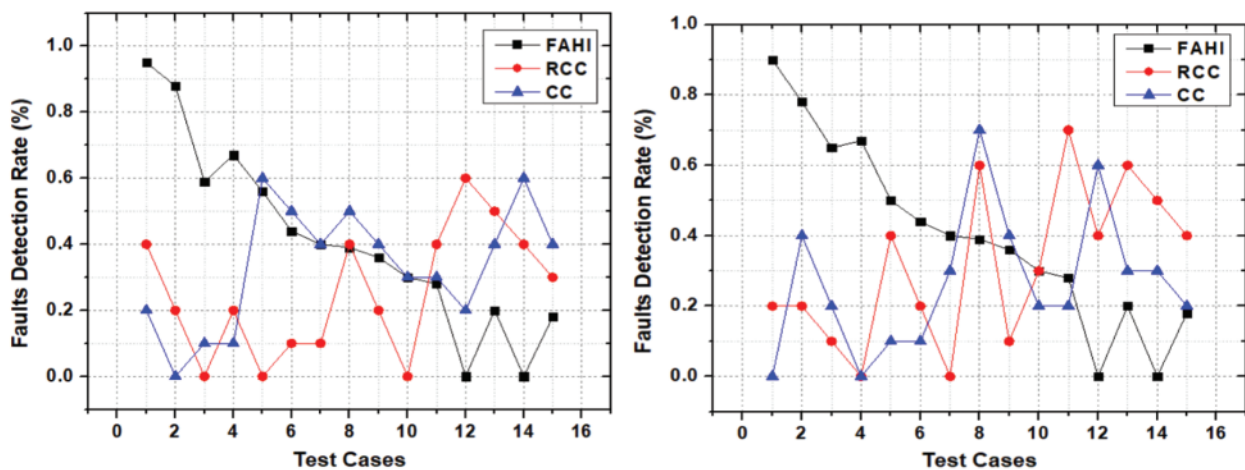 Faults Detection Rate (%)
1.0
0.8
0.6
0.4
0.2
0.0
FAHI
RCC
CC
0 2 4 6 8 10 12 14 16
Test Cases
Faults Detection Rate (%)
1.0
0.8
0.6
0.4
0.2
0.0
FAHI
RCC
CC
0 2 4 6 8 10 12 14 16
Test Cases